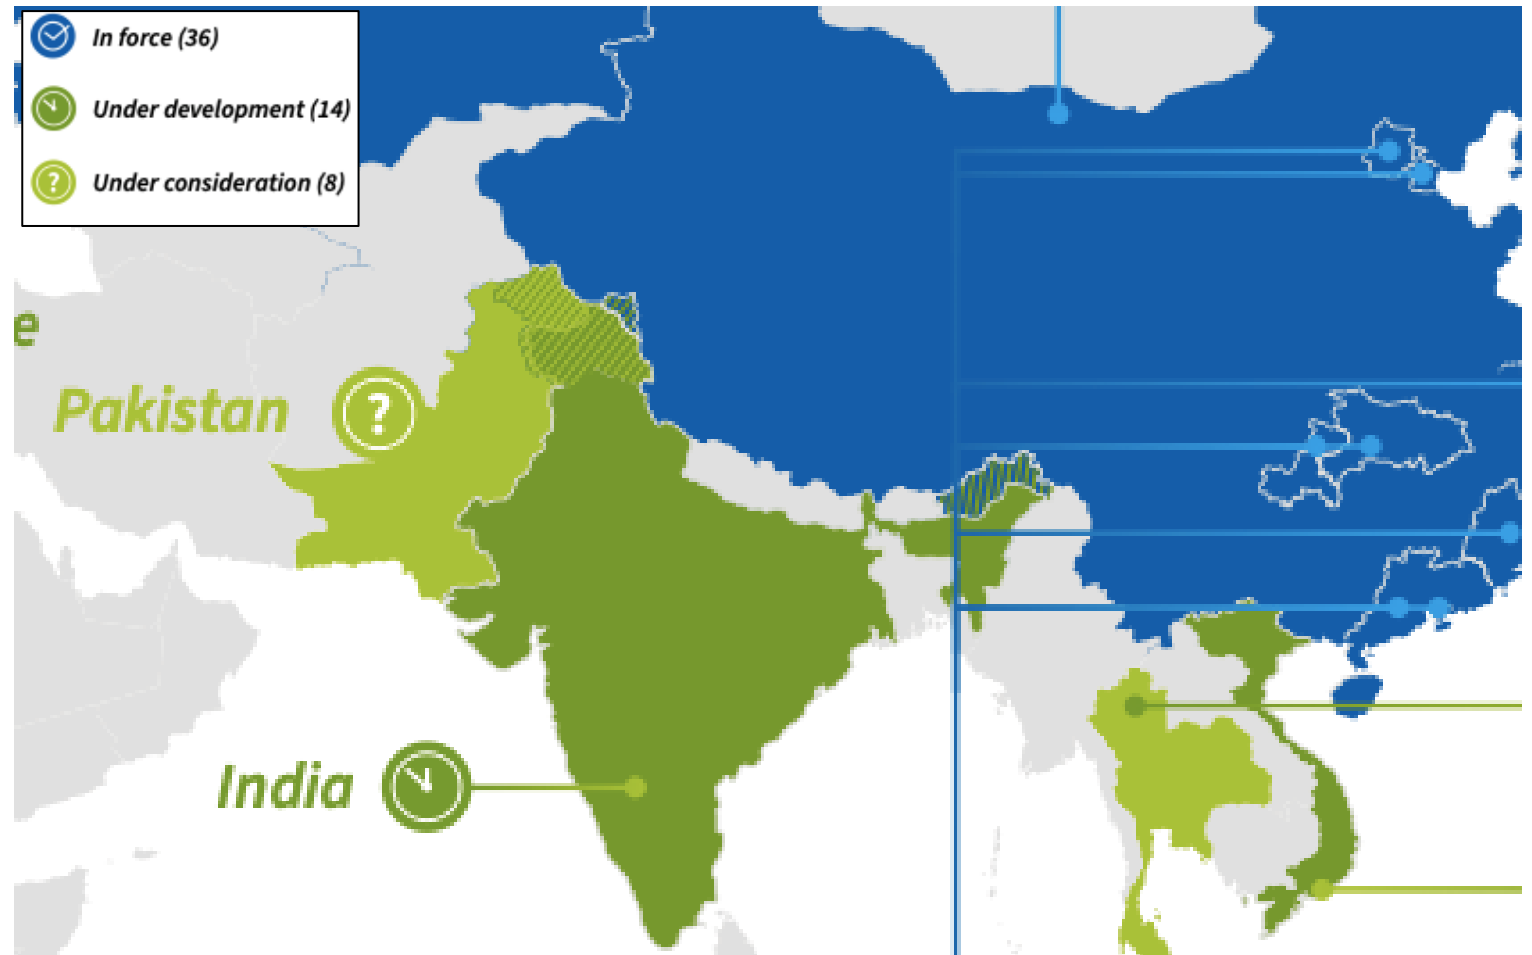 In force (36)
Under development (14)
Under consideration (8)
e
Pakistan
?
India